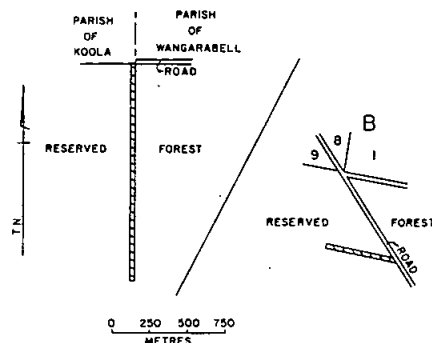 PARISH
OF
KOOLA
PARISH
OF
WANGARABELL
ROAD
RESERVED FOREST
T.N.
B
8
9
1
RESERVED FOREST
ROAD
0 250 500 750
METRES